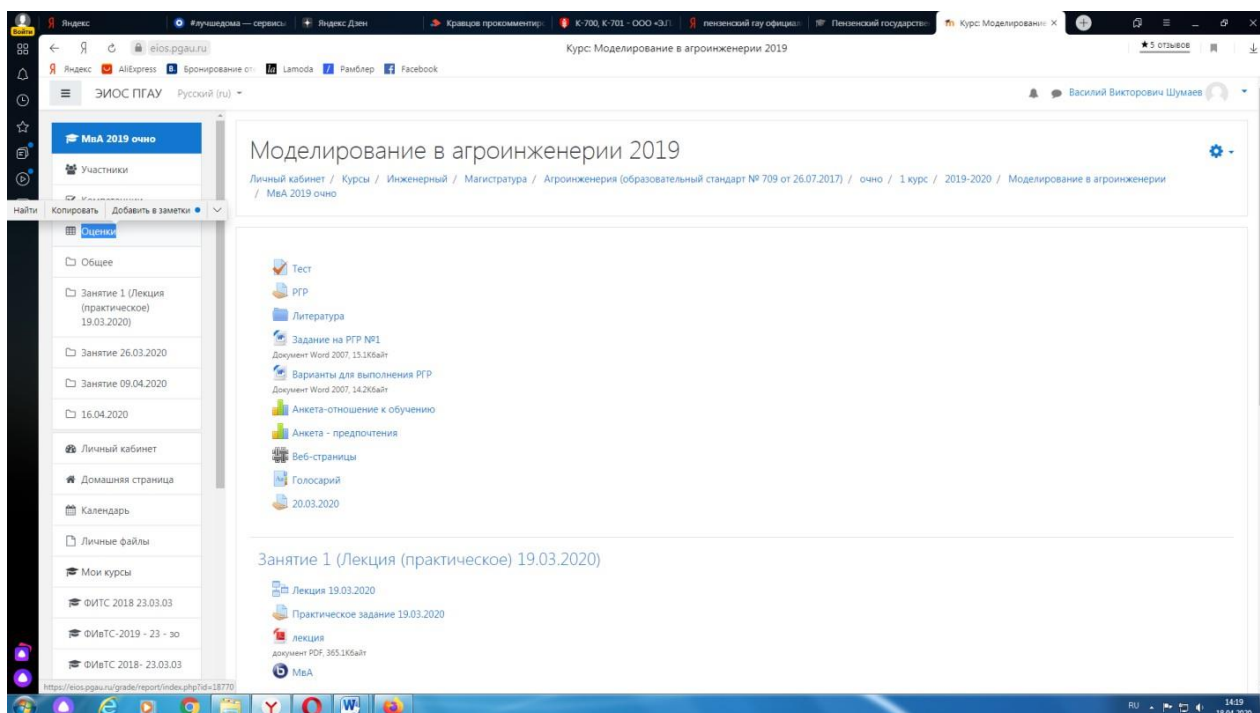 Войти
Яндекс
#лучшедома — сервисы
Яндекс Дзен
Кравцов прокомментиро
К-700, К-701 - ООО «ЭЛ
пензенский гау официал
Пензенский государстве
Курс: Моделирование
eios.pgau.ru
Курс: Моделирование в агроинженерии 2019
★5 отзывов
Яндекс
AliExpress
Бронирование от
Lamoda
Рамблер
Facebook
ЭИОС ПГАУ
Русский (ru)
Василий Викторович Шумаев
МвА 2019 очно
Участники
Найти
Копировать
Добавить в заметки
Оценки
Общее
Занятие 1 (Лекция
(практическое)
19.03.2020)
Занятие 26.03.2020
Занятие 09.04.2020
16.04.2020
Личный кабинет
Домашняя страница
Календарь
Личные файлы
Мои курсы
ФИТС 2018 23.03.03
ФИвТС-2019 - 23 - зо
ФИвТС 2018- 23.03.03
Моделирование в агроинженерии 2019
Личный кабинет / Курсы / Инженерный / Магистратура / Агроинженерия (образовательный стандарт № 709 от 26.07.2017) / очно / 1 курс / 2019-2020 / Моделирование в агроинженерии
/ МвА 2019 очно
Тест
РГР
Литература
Задание на РГР №1
Документ Word 2007, 15.1Кбайт
Варианты для выполнения РГР
Документ Word 2007, 14.2Кбайт
Анкета-отношение к обучению
Анкета - предпочтения
Веб-страницы
Голосарий
20.03.2020
Занятие 1 (Лекция (практическое) 19.03.2020)
Лекция 19.03.2020
Практическое задание 19.03.2020
лекция
документ PDF, 365.1Кбайт
МвА
https://eios.pgau.ru/grade/report/index.php?id=18770
RU
14:19
18.04.2020